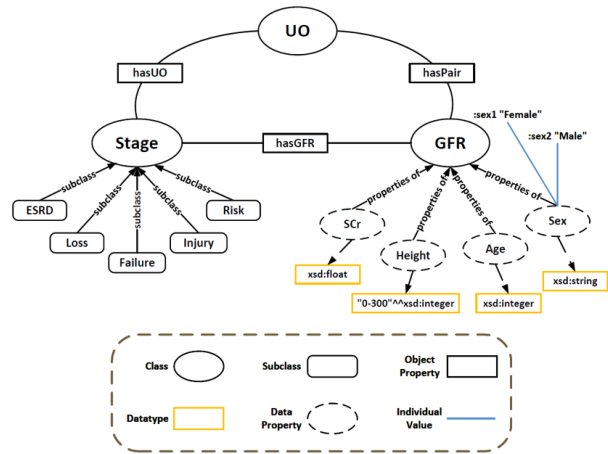 UO
hasUO
hasPair
:sex1 "Female"
:sex2 "Male"
Stage
hasGFR
GFR
subclass
subclass
subclass
subclass
subclass
properties of
properties of
properties of
properties of
ESRD
Loss
Failure
Injury
Risk
SCr
Height
Age
Sex
xsd:float
"0-300"^^xsd:integer
xsd:integer
xsd:string
Class
Subclass
Object
Property
Datatype
Data
Property
Individual
Value